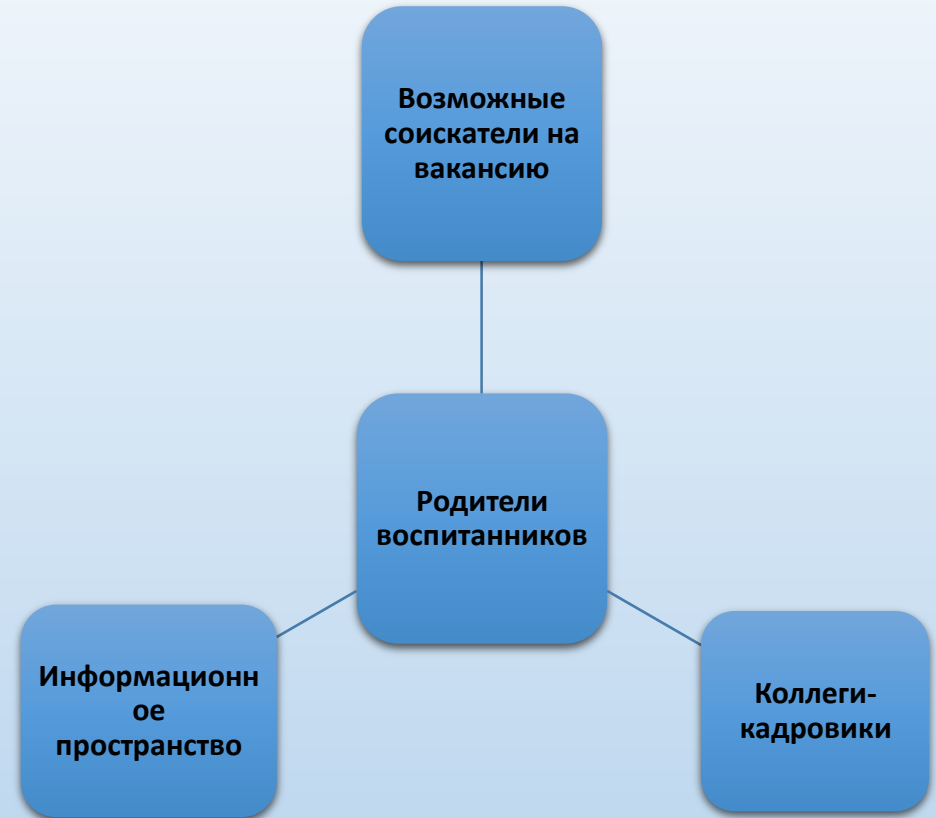 Возможные
соискатели на
вакансию
Родители
воспитанников
Информационн
ое
пространство
Коллеги-
кадровики